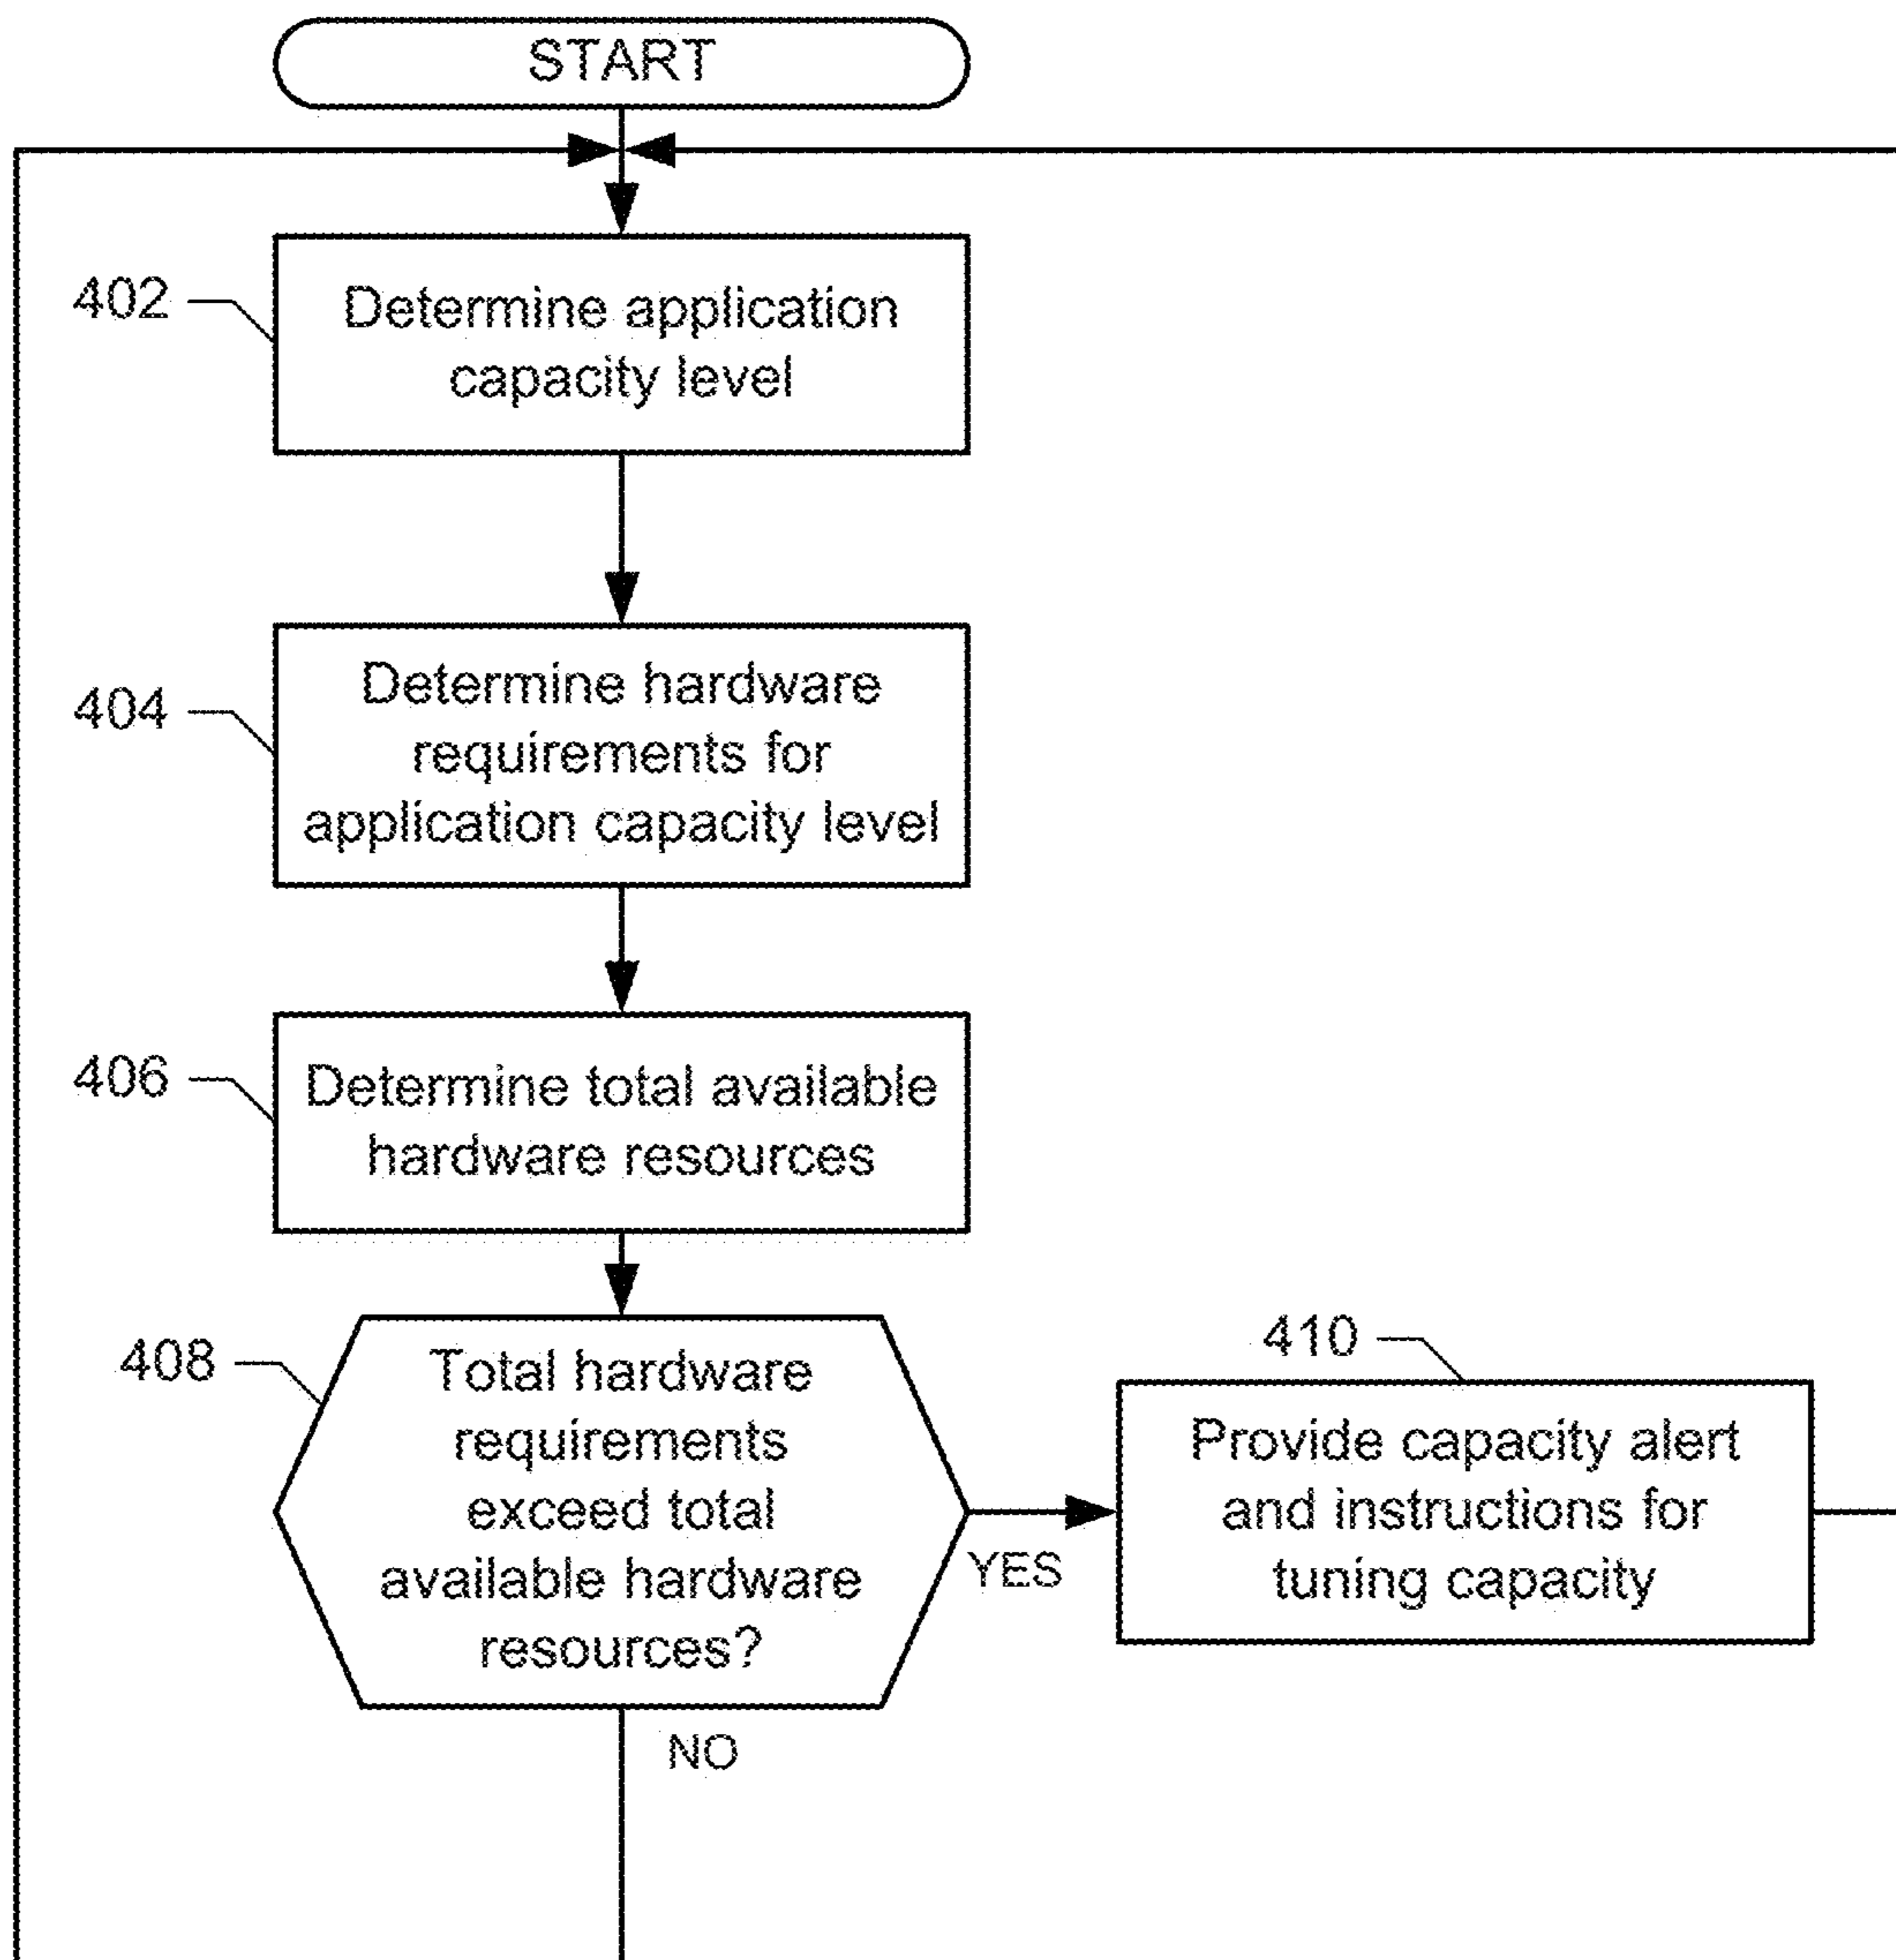 START
402
Determine application
capacity level
404
Determine hardware
requirements for
application capacity level
406
Determine total available
hardware resources
408
Total hardware
requirements
exceed total
available hardware
resources?
YES
410
Provide capacity alert
and instructions for
tuning capacity
NO